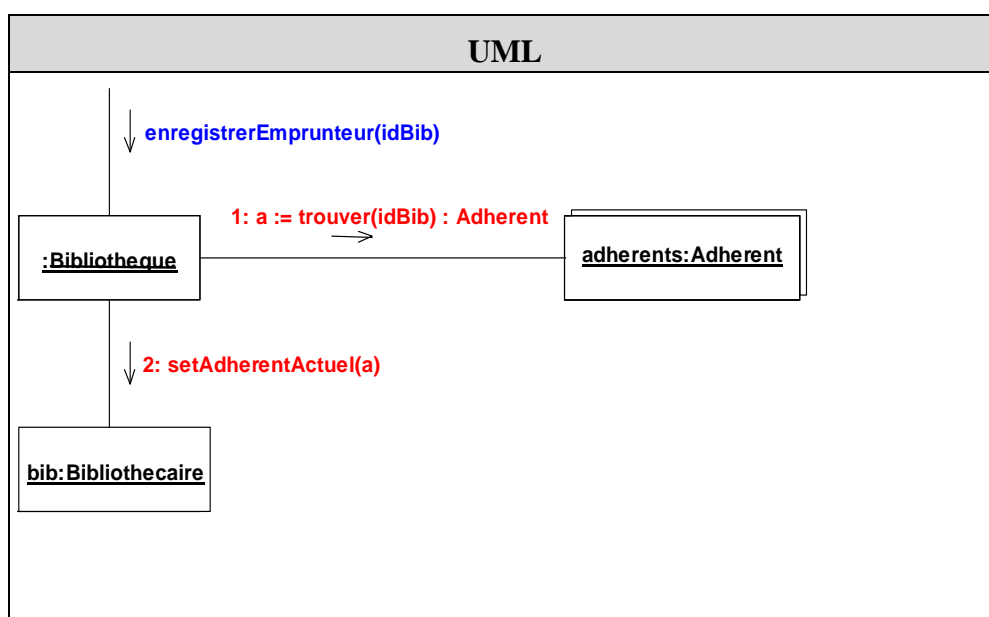 UML
enregistrerEmprunteur(idBib)
1: a := trouver(idBib) : Adherent
:Bibliotheque
adherents:Adherent
2: setAdherentActuel(a)
bib:Bibliothecaire